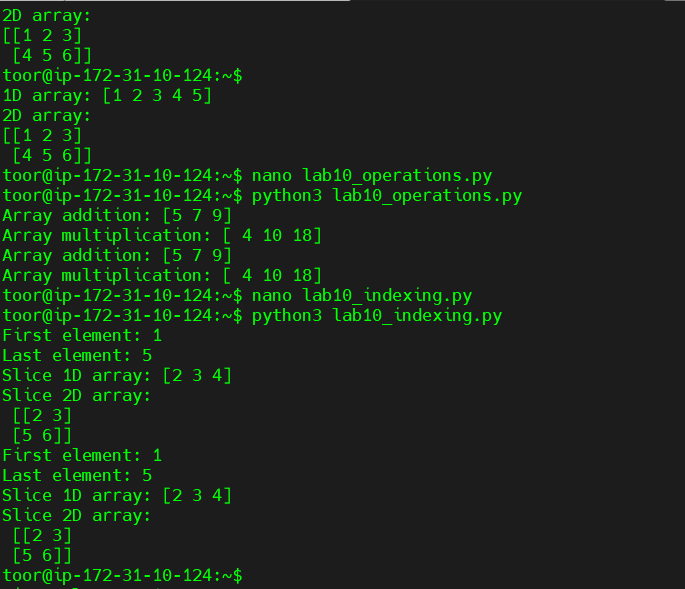 2D array:
[[1 2 3]
 [4 5 6]]
toor@ip-172-31-10-124:~$
1D array: [1 2 3 4 5]
2D array:
[[1 2 3]
 [4 5 6]]
toor@ip-172-31-10-124:~$ nano lab10_operations.py
toor@ip-172-31-10-124:~$ python3 lab10_operations.py
Array addition: [5 7 9]
Array multiplication: [ 4 10 18]
Array addition: [5 7 9]
Array multiplication: [ 4 10 18]
toor@ip-172-31-10-124:~$ nano lab10_indexing.py
toor@ip-172-31-10-124:~$ python3 lab10_indexing.py
First element: 1
Last element: 5
Slice 1D array: [2 3 4]
Slice 2D array:
 [[2 3]
 [5 6]]
First element: 1
Last element: 5
Slice 1D array: [2 3 4]
Slice 2D array:
 [[2 3]
 [5 6]]
toor@ip-172-31-10-124:~$